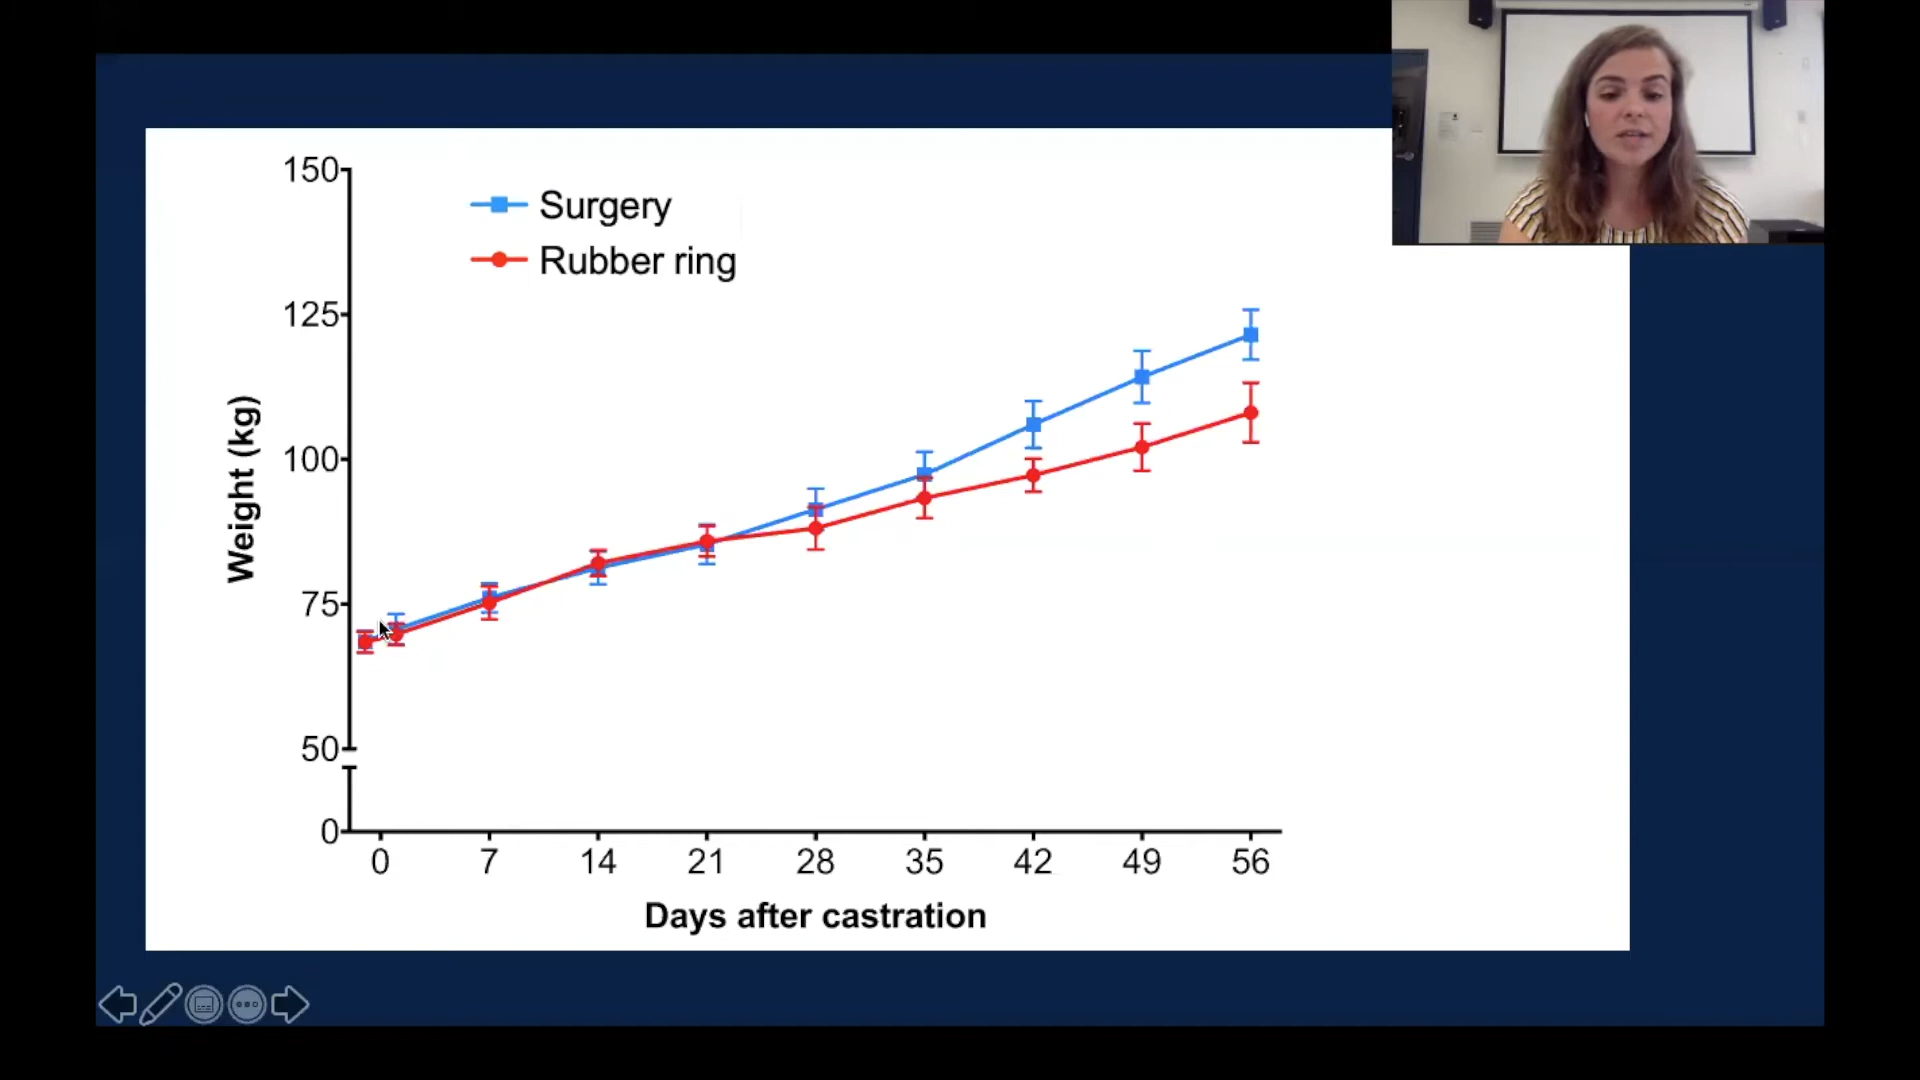 150
Surgery
Rubber ring
125
100
75
50
0
Weight (kg)
0 7 14 21 28 35 42 49 56
Days after castration